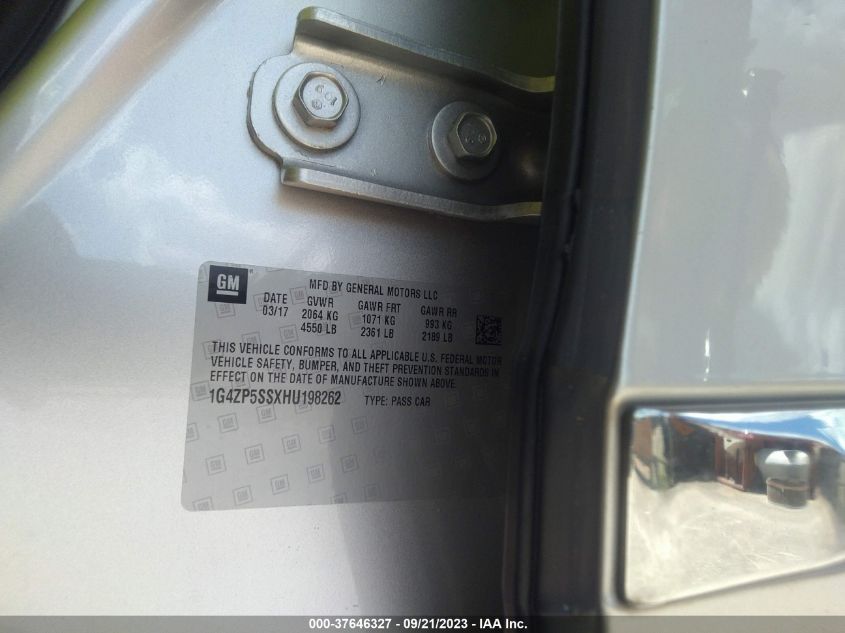 GM
MFD BY GENERAL MOTORS LLC
DATE GVWR GAWR FRT GAWR RR
03/17 2064 KG 1071 KG 993 KG
4550 LB 2361 LB 2189 LB
THIS VEHICLE CONFORMS TO ALL APPLICABLE U.S. FEDERAL MOTOR
VEHICLE SAFETY, BUMPER, AND THEFT PREVENTION STANDARDS
IN EFFECT ON THE DATE OF MANUFACTURE SHOWN ABOVE.
1G4ZP5SSXHU198262 TYPE: PASS CAR
000-37646327 - 09/21/2023 - IAA Inc.